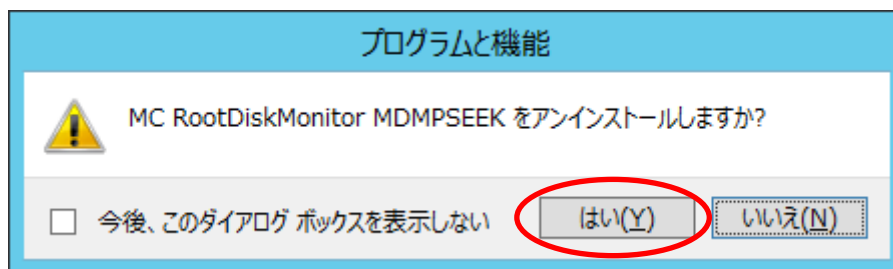 プログラムと機能
MC RootDiskMonitor MDMPSEEK をアンインストールしますか?
今後、このダイアログ ボックスを表示しない
はい(Y)
いいえ(N)